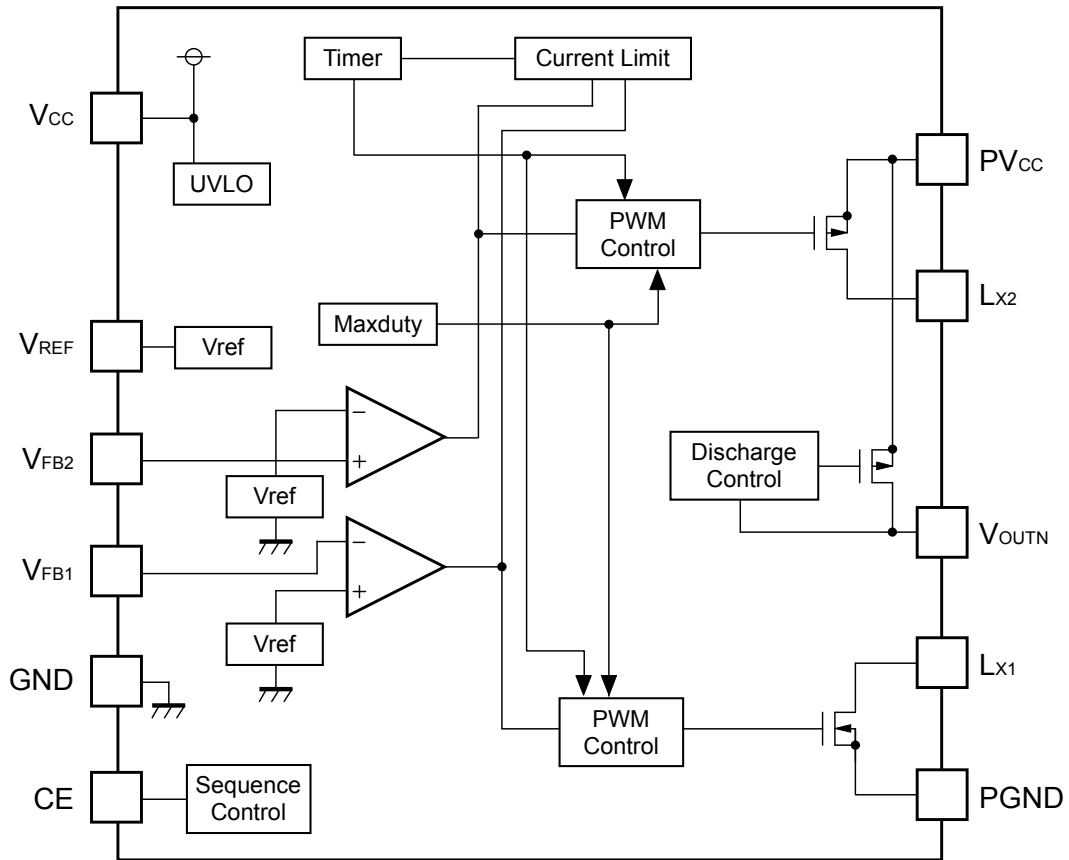 Timer
Current Limit
VCC
UVLO
PWM
Control
PVCC
LX2
Maxduty
VREF
Vref
−
+
VFB2
Vref
Discharge
Control
VOUTN
−
+
VFB1
Vref
GND
LX1
PWM
Control
CE
Sequence
Control
PGND